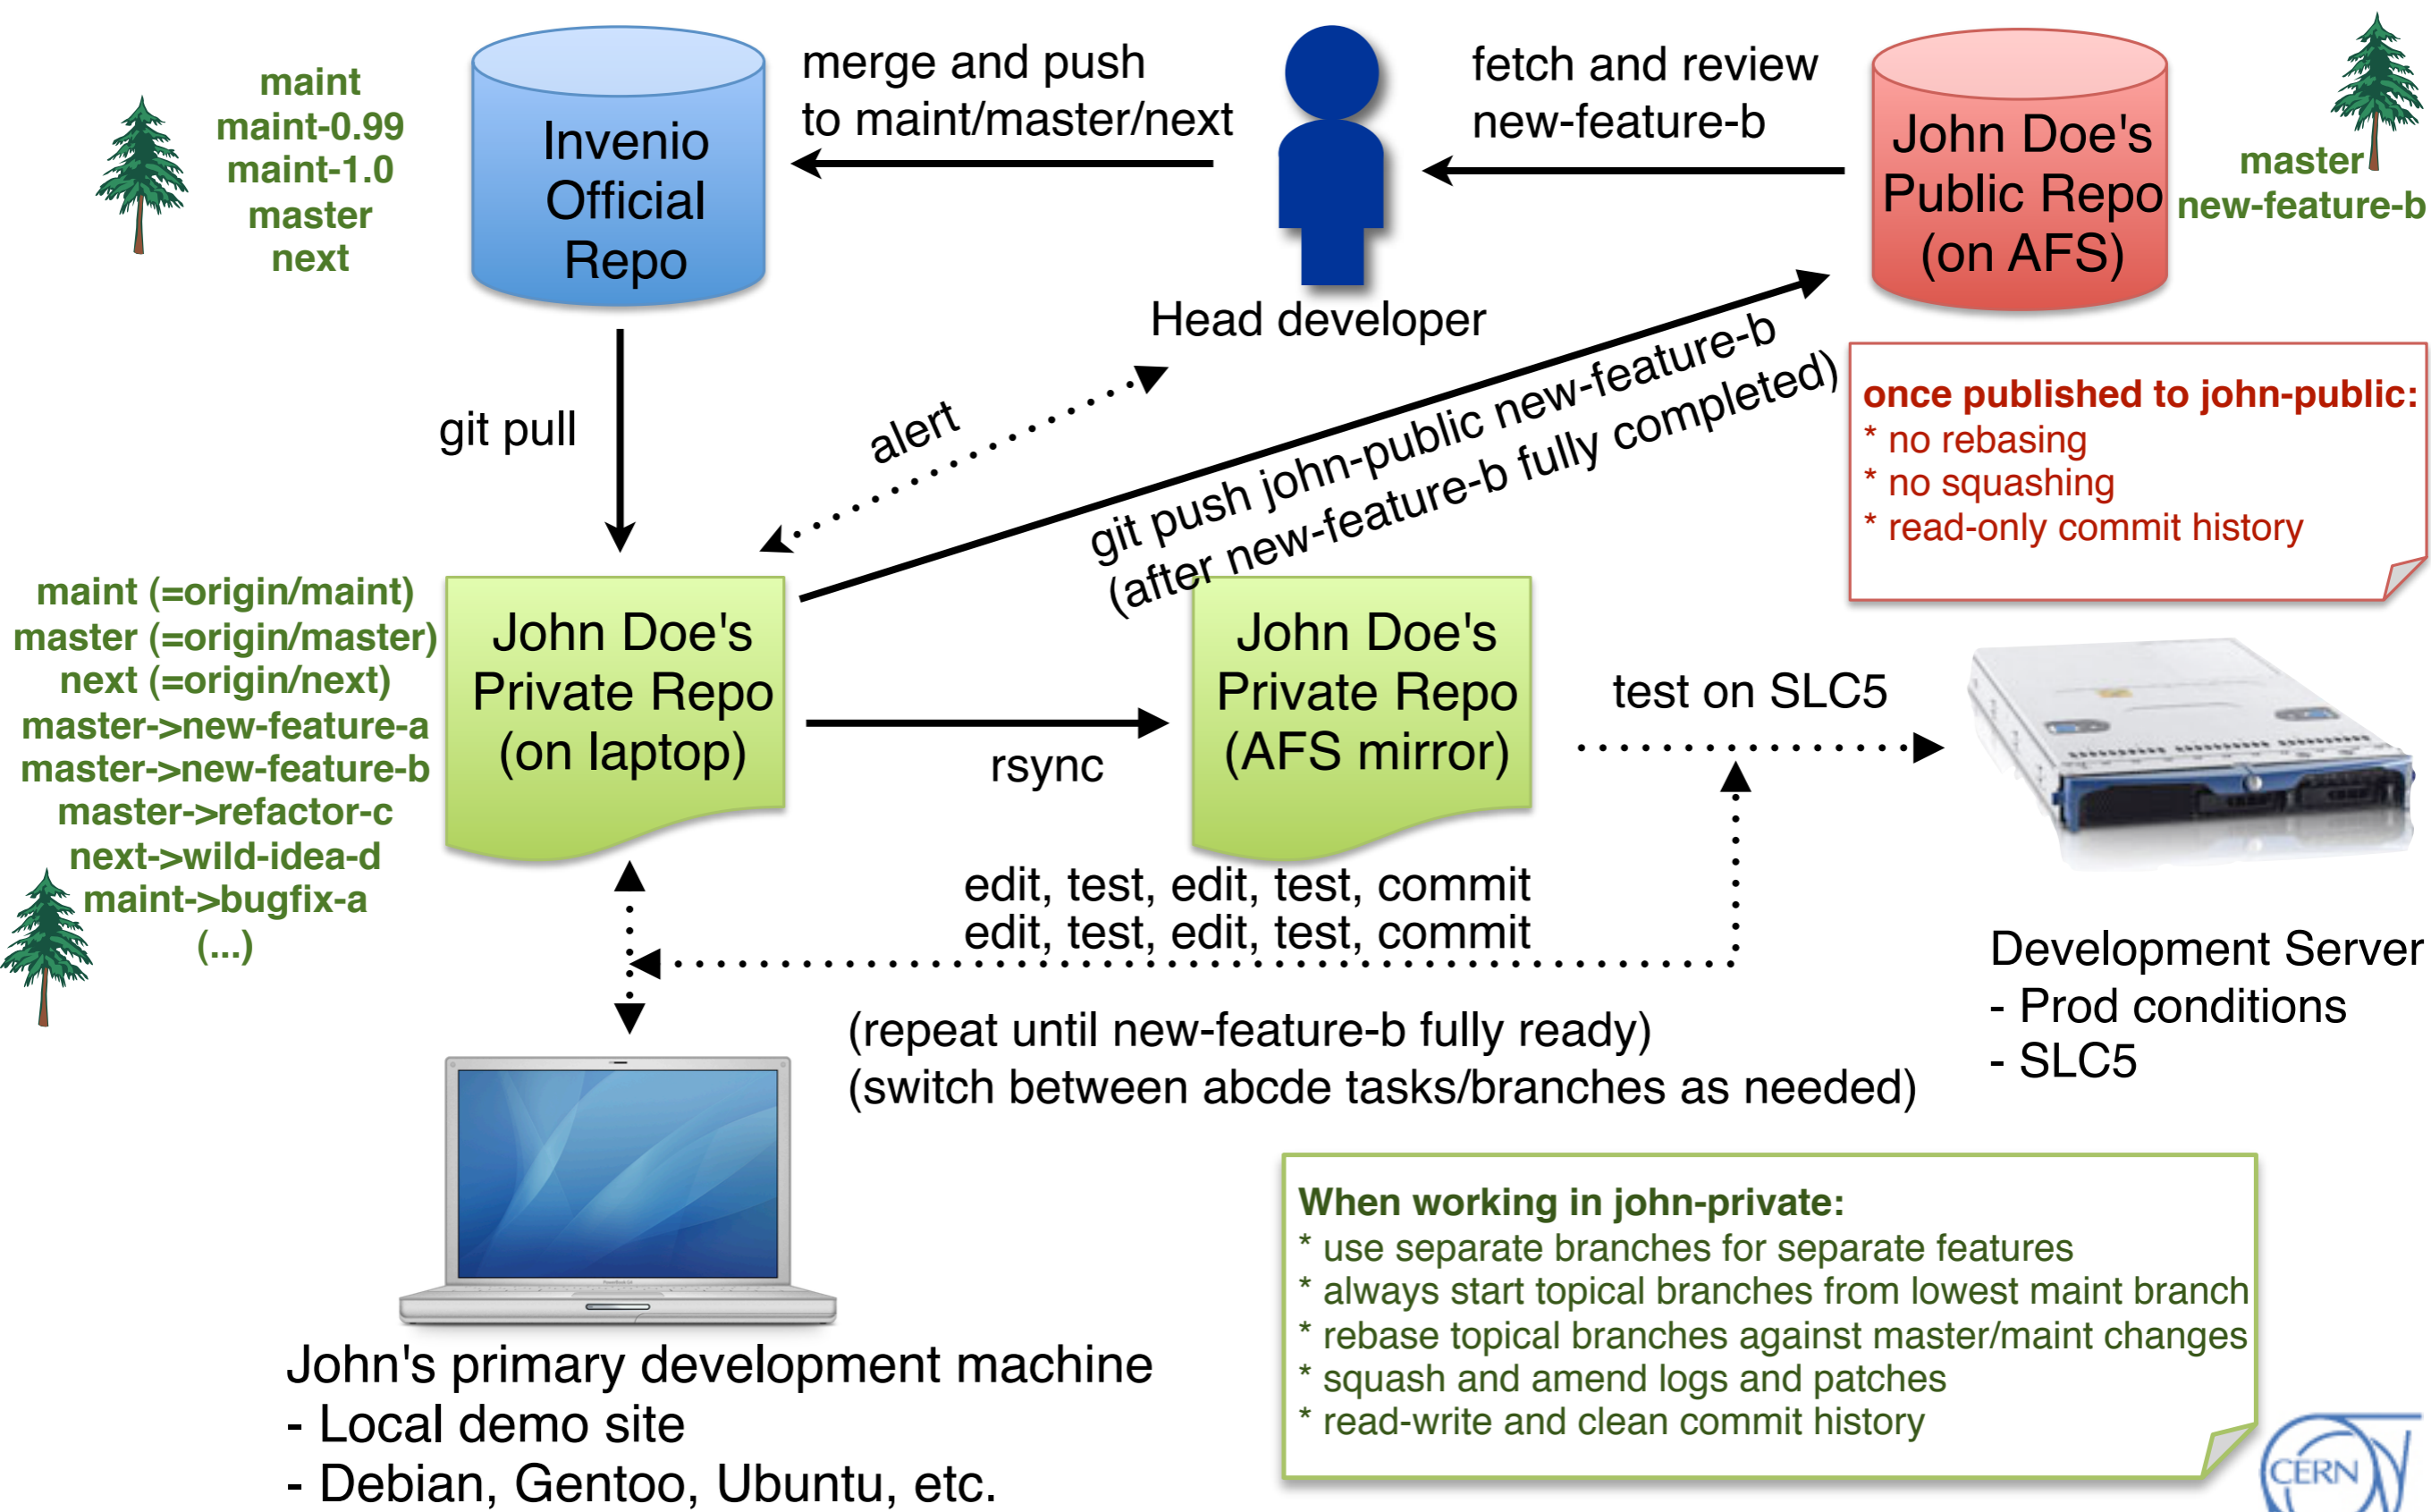 maint
maint-0.99
maint-1.0
master
next
Invenio
Official
Repo
merge and push
to maint/master/next
Head developer
fetch and review
new-feature-b
John Doe's
Public Repo
(on AFS)
master
new-feature-b
git pull
alert
git push john-public new-feature-b
(after new-feature-b fully completed)
once published to john-public:
* no rebasing
* no squashing
* read-only commit history
maint (=origin/maint)
master (=origin/master)
next (=origin/next)
master->new-feature-a
master->new-feature-b
master->refactor-c
next->wild-idea-d
maint->bugfix-a
(...)
John Doe's
Private Repo
(on laptop)
rsync
John Doe's
Private Repo
(AFS mirror)
test on SLC5
edit, test, edit, test, commit
edit, test, edit, test, commit
(repeat until new-feature-b fully ready)
(switch between abcde tasks/branches as needed)
Development Server
- Prod conditions
- SLC5
John's primary development machine
- Local demo site
- Debian, Gentoo, Ubuntu, etc.
When working in john-private:
* use separate branches for separate features
* always start topical branches from lowest maint branch
* rebase topical branches against master/maint changes
* squash and amend logs and patches
* read-write and clean commit history
CERN